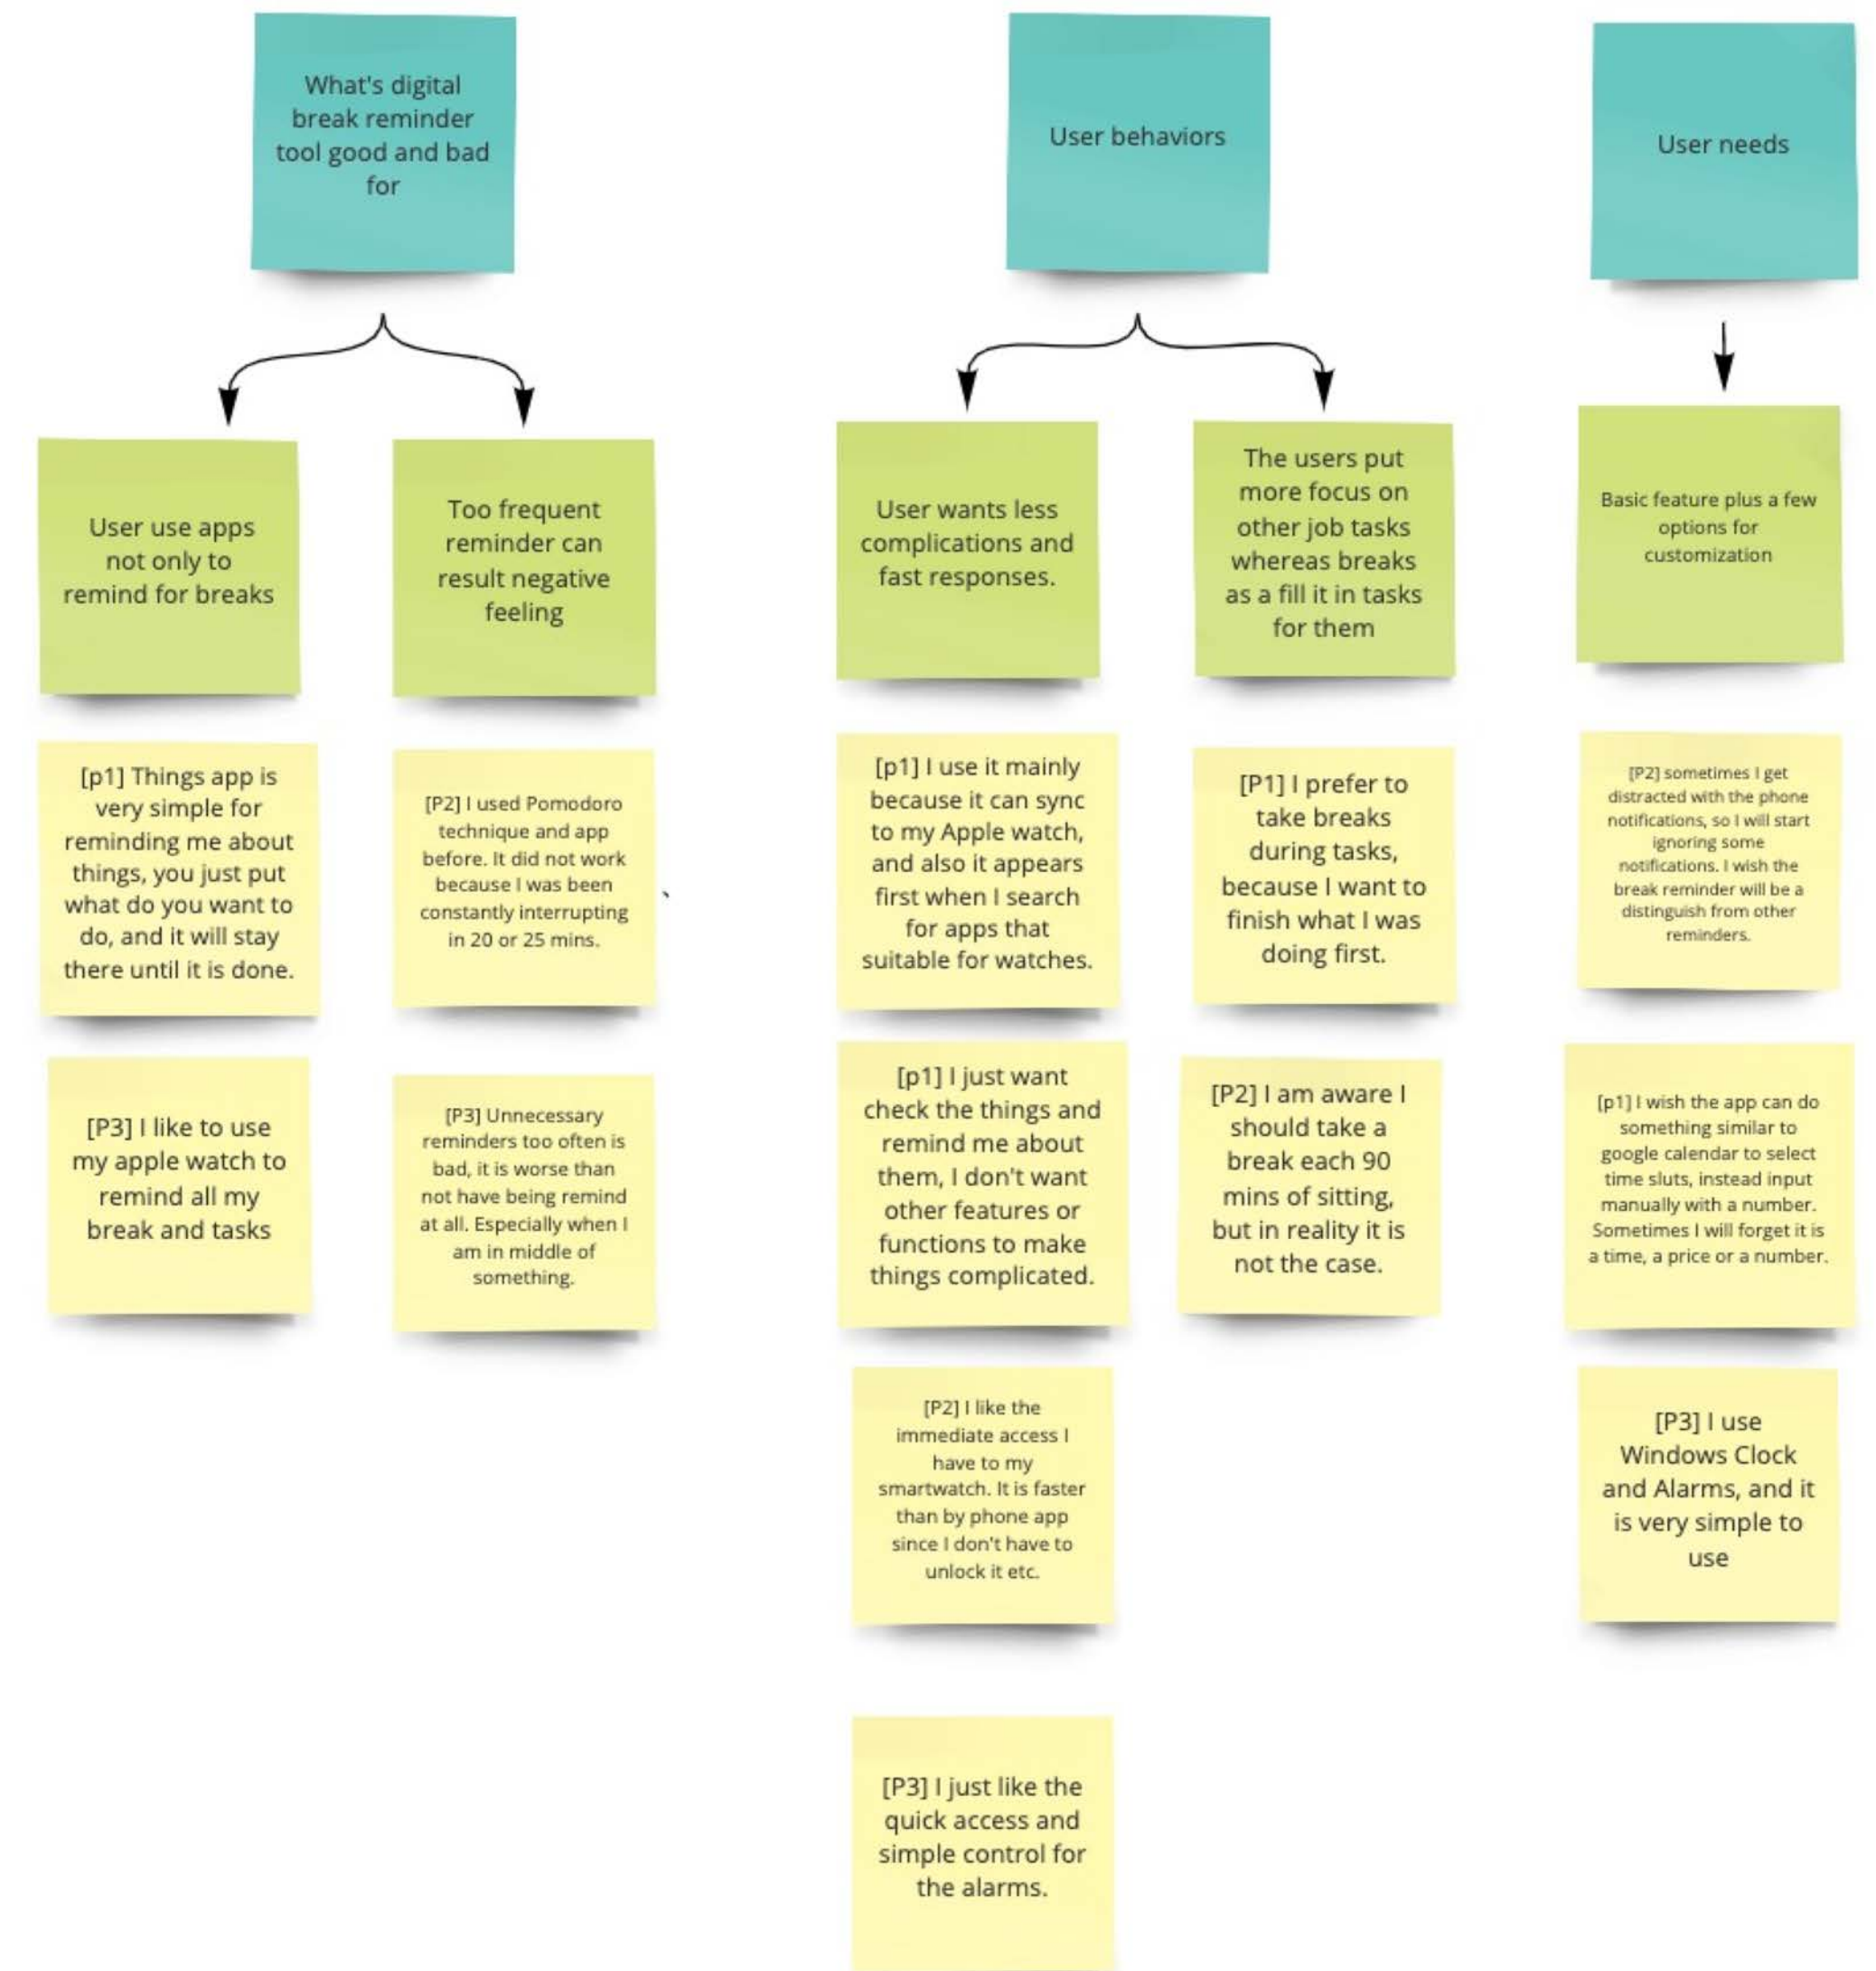 What's digital
break reminder
tool good and bad
for
User behaviors
User needs
User use apps
not only to
remind for breaks
Too frequent
reminder can
result negative
feeling
User wants less
complications and
fast responses.
The users put
more focus on
other job tasks
whereas breaks
as a fill it in tasks
for them
Basic feature plus a few
options for
customization
[p1] Things app is
very simple for
reminding me about
things, you just put
what do you want to
do, and it will stay
there until it is done.
[P2] I used Pomodoro
technique and app
before. It did not work
because I was been
constantly interrupting
in 20 or 25 mins.
[p1] I use it mainly
because it can sync
to my Apple watch,
and also it appears
first when I search
for apps that
suitable for watches.
[P1] I prefer to
take breaks
during tasks,
because I want to
finish what I was
doing first.
[P2] sometimes I get
distracted with the phone
notifications, so I will start
ignoring some
notifications. I wish the
break reminder will be a
distinguish from other
reminders.
[P3] I like to use
my apple watch to
remind all my
break and tasks
[P3] Unnecessary
reminders too often is
bad, it is worse than
not have being remind
at all. Especially when I
am in middle of
something.
[p1] I just want
check the things and
remind me about
them, I don't want
other features or
functions to make
things complicated.
[P2] I am aware I
should take a
break each 90
mins of sitting,
but in reality it is
not the case.
[p1] I wish the app can do
something similar to
google calendar to select
time sluts, instead input
manually with a number.
Sometimes I will forget it is
a time, a price or a number.
[P2] I like the
immediate access I
have to my
smartwatch. It is faster
than by phone app
since I don't have to
unlock it etc.
[P3] I use
Windows Clock
and Alarms, and it
is very simple to
use
[P3] I just like the
quick access and
simple control for
the alarms.